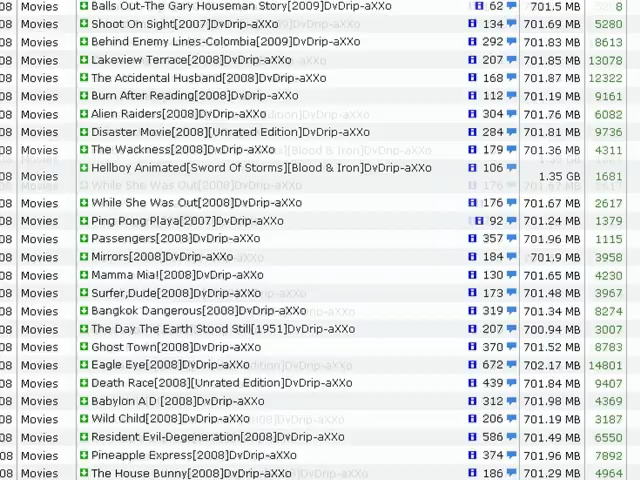 08 Movies Balls Out-The Gary Houseman Story[2009]DvDrip-aXXo 62 701.5 MB 8
08 Movies Shoot On Sight[2007]DvDrip-aXXo 134 701.69 MB 5280
08 Movies Behind Enemy Lines-Colombia[2009]DvDrip-aXXo 292 701.83 MB 8613
08 Movies Lakeview Terrace[2008]DvDrip-aXXo 207 701.85 MB 13078
08 Movies The Accidental Husband[2008]DvDrip-aXXo 168 701.87 MB 12322
08 Movies Burn After Reading[2008]DvDrip-aXXo 112 701.19 MB 9161
08 Movies Alien Raiders[2008]DvDrip-aXXo 304 701.76 MB 6082
08 Movies Disaster Movie[2008][Unrated Edition]DvDrip-aXXo 284 701.81 MB 9736
08 Movies The Wackness[2008]DvDrip-aXXo 179 701.36 MB 4311
08 Movies Hellboy Animated[Sword Of Storms][Blood & Iron]DvDrip-aXXo 106 1.35 GB 1681
08 Movies While She Was Out[2008]DvDrip-aXXo 176 701.67 MB 2617
08 Movies Ping Pong Playa[2007]DvDrip-aXXo 92 701.24 MB 1379
08 Movies Passengers[2008]DvDrip-aXXo 357 701.96 MB 1115
08 Movies Mirrors[2008]DvDrip-aXXo 184 701.9 MB 3958
08 Movies Mamma Mia![2008]DvDrip-aXXo 130 701.65 MB 4230
08 Movies Surfer,Dude[2008]DvDrip-aXXo 173 701.48 MB 3967
08 Movies Bangkok Dangerous[2008]DvDrip-aXXo 319 701.34 MB 8274
08 Movies The Day The Earth Stood Still[1951]DvDrip-aXXo 207 700.94 MB 3007
08 Movies Ghost Town[2008]DvDrip-aXXo 370 701.52 MB 8783
08 Movies Eagle Eye[2008]DvDrip-aXXo 672 702.17 MB 14801
08 Movies Death Race[2008][Unrated Edition]DvDrip-aXXo 439 701.84 MB 9407
08 Movies Babylon A D [2008]DvDrip-aXXo 312 701.98 MB 4369
08 Movies Wild Child[2008]DvDrip-aXXo 206 701.19 MB 3187
08 Movies Resident Evil-Degeneration[2008]DvDrip-aXXo 586 701.49 MB 6550
08 Movies Pineapple Express[2008]DvDrip-aXXo 374 701.96 MB 7892
08 Movies The House Bunny[2008]DvDrip-aXXo 186 701.29 MB 4964